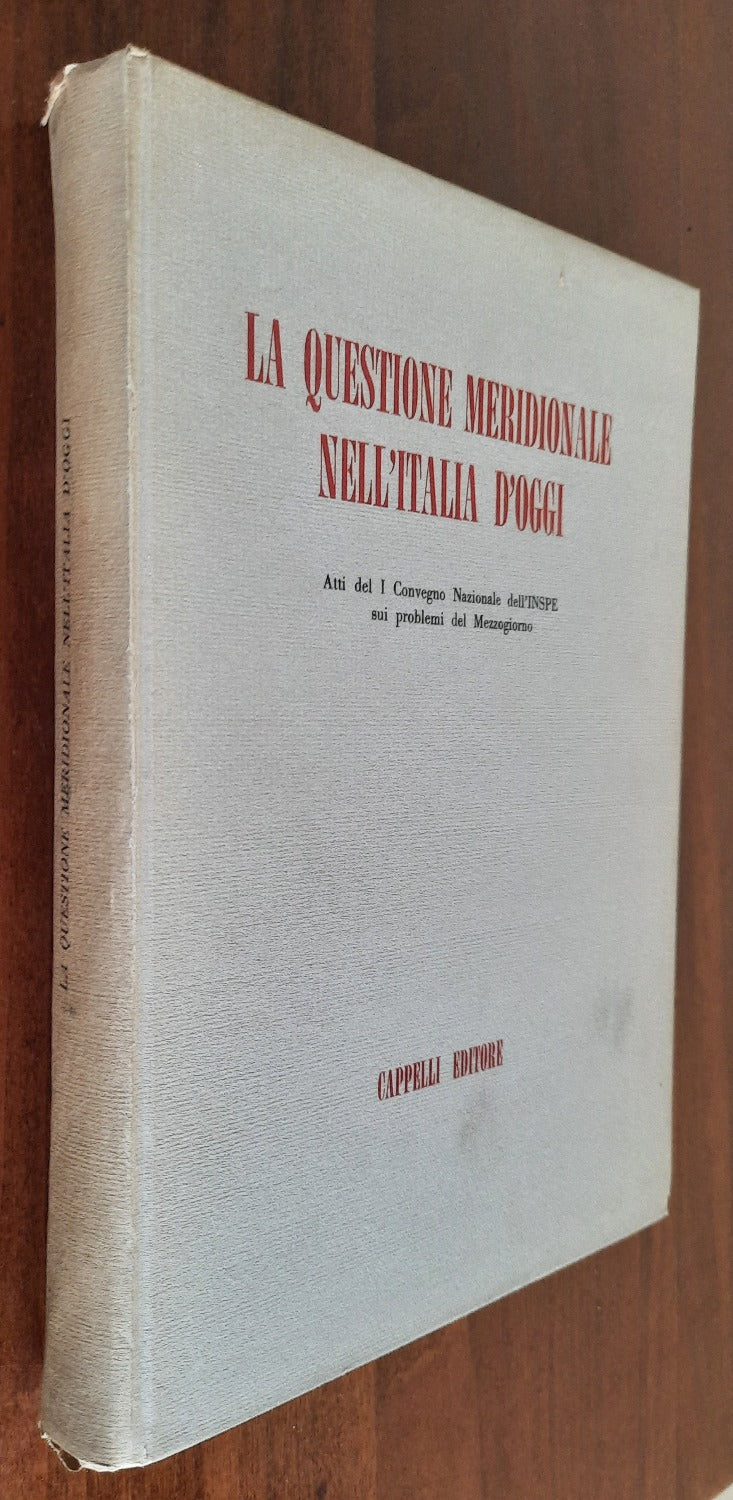 LA QUESTIONE MERIDIONALE
NELL'ITALIA D'OGGI
Atti del I Convegno Nazionale dell'INSPE
sui problemi del Mezzogiorno
CAPPELLI EDITORE
LA QUESTIONE MERIDIONALE NELL'ITALIA D'OGGI